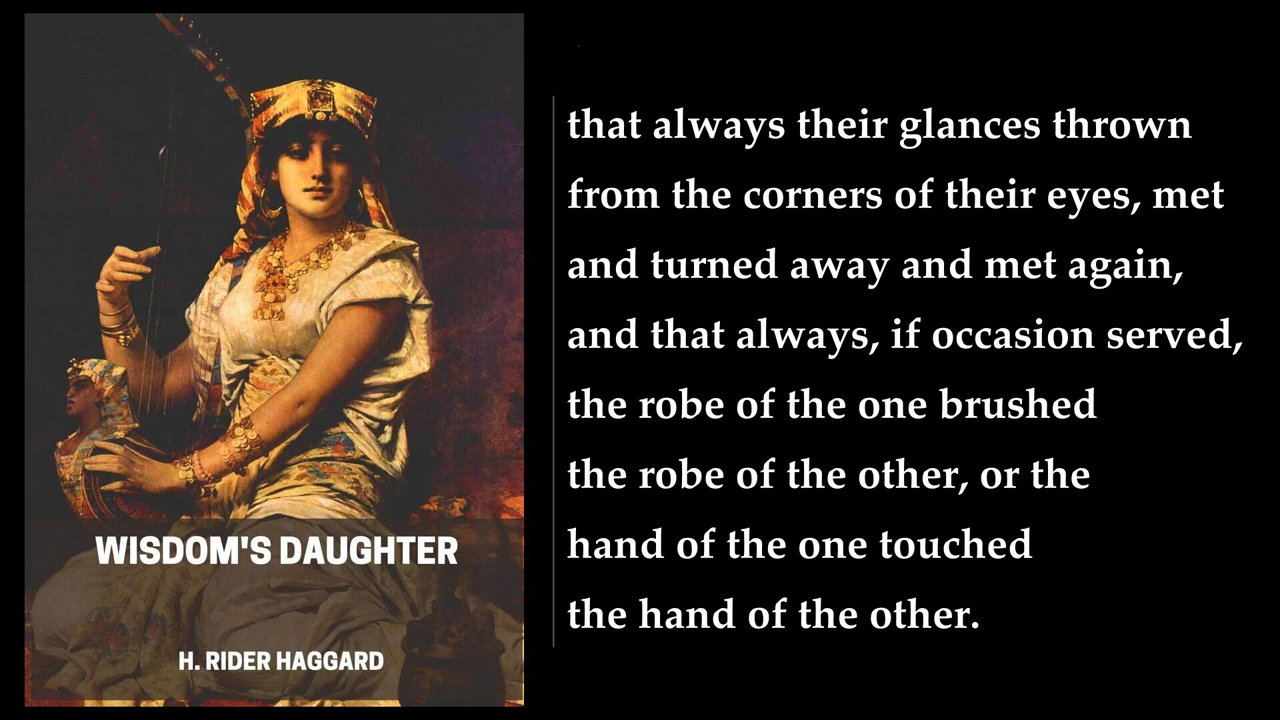 WISDOM'S DAUGHTER
H. RIDER HAGGARD
that always their glances thrown
from the corners of their eyes, met
and turned away and met again,
and that always, if occasion served,
the robe of the one brushed
the robe of the other, or the
hand of the one touched
the hand of the other.